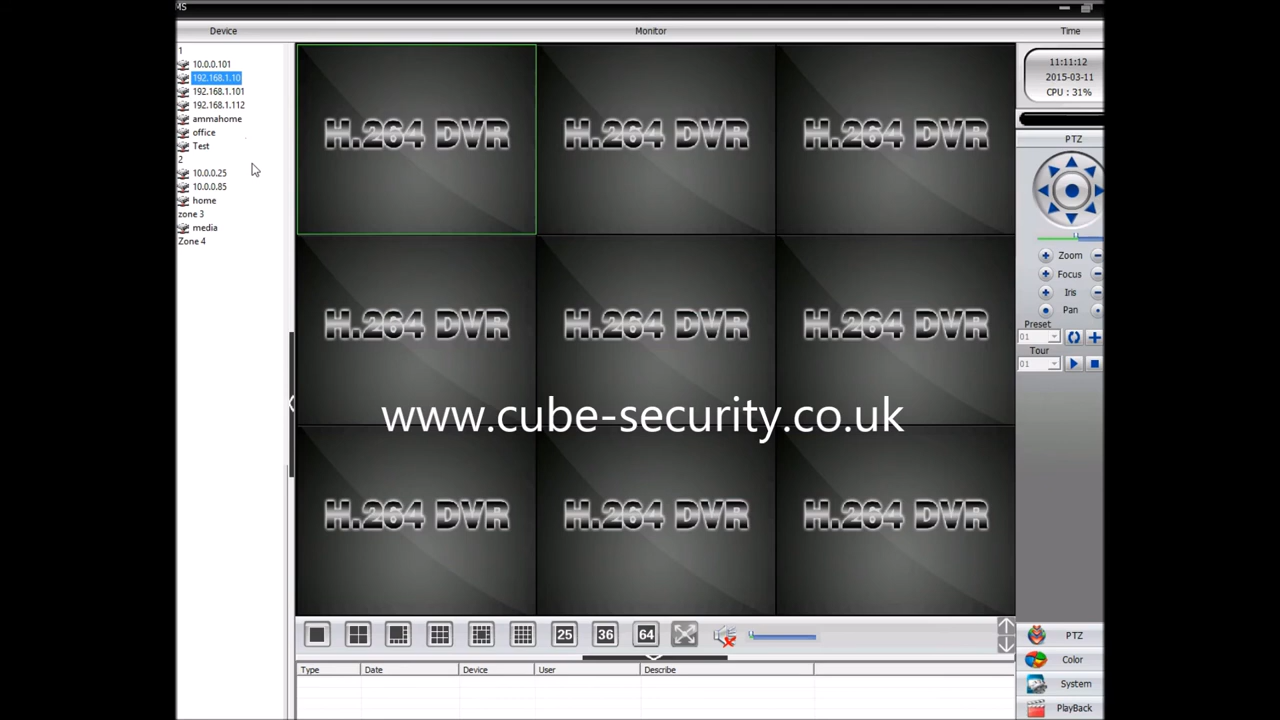 MS
Device
Monitor
Time
1
10.0.0.101
192.168.1.10
192.168.1.101
192.168.1.112
ammahome
office
Test
2
10.0.0.25
10.0.0.85
home
zone 3
media
Zone 4
H.264 DVR H.264 DVR H.264 DVR
H.264 DVR H.264 DVR H.264 DVR
www.cube-security.co.uk
H.264 DVR H.264 DVR H.264 DVR
11:11:12
2015-03-11
CPU : 31%
PTZ
Zoom
Focus
Iris
Pan
Preset
01
Tour
01
25 36 64
PTZ
Color
System
PlayBack
Type Date Device User Describe